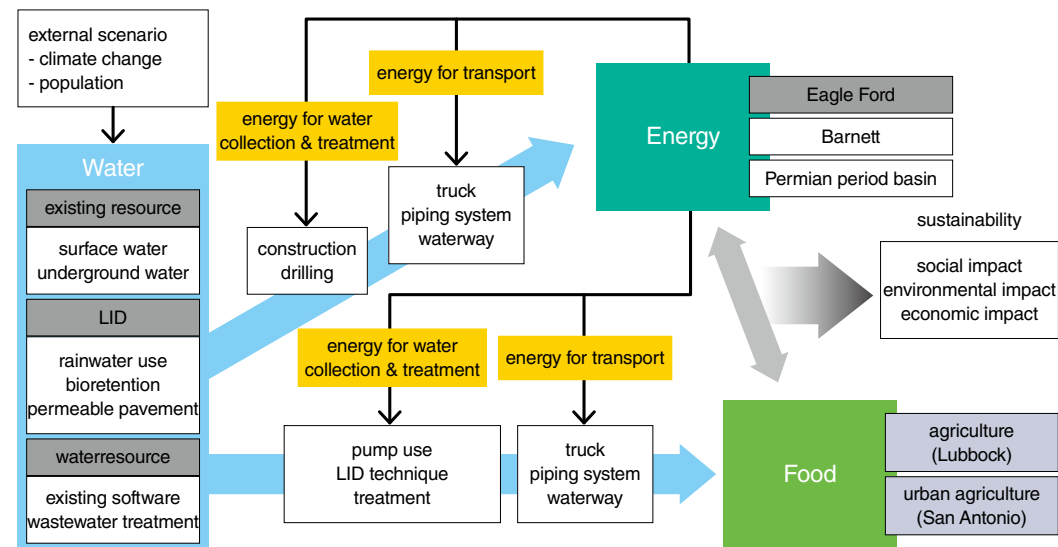 external scenario
- climate change
- population
Water
existing resource
surface water
underground water
LID
rainwater use
bioretention
permeable pavement
waterresource
existing software
wastewater treatment
energy for water
collection & treatment
construction
drilling
energy for transport
truck
piping system
waterway
Energy
Eagle Ford
Barnett
Permian period basin
sustainability
social impact
environmental impact
economic impact
energy for water
collection & treatment
pump use
LID technique
treatment
energy for transport
truck
piping system
waterway
Food
agriculture
(Lubbock)
urban agriculture
(San Antonio)